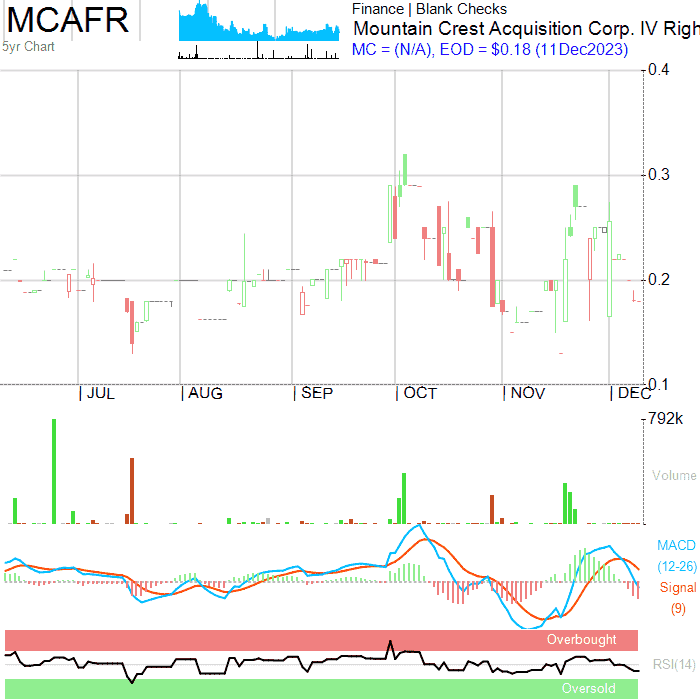 MCAFR
5yr Chart
Finance | Blank Checks
Mountain Crest Acquisition Corp. IV Righ
MC = (N/A), EOD = $0.18 (11Dec2023)
0.4
0.3
0.2
0.1
| JUL | AUG | SEP | OCT | NOV | DEC
792k
Volume
MACD
(12-26)
Signal
(9)
Overbought
RSI(14)
Oversold